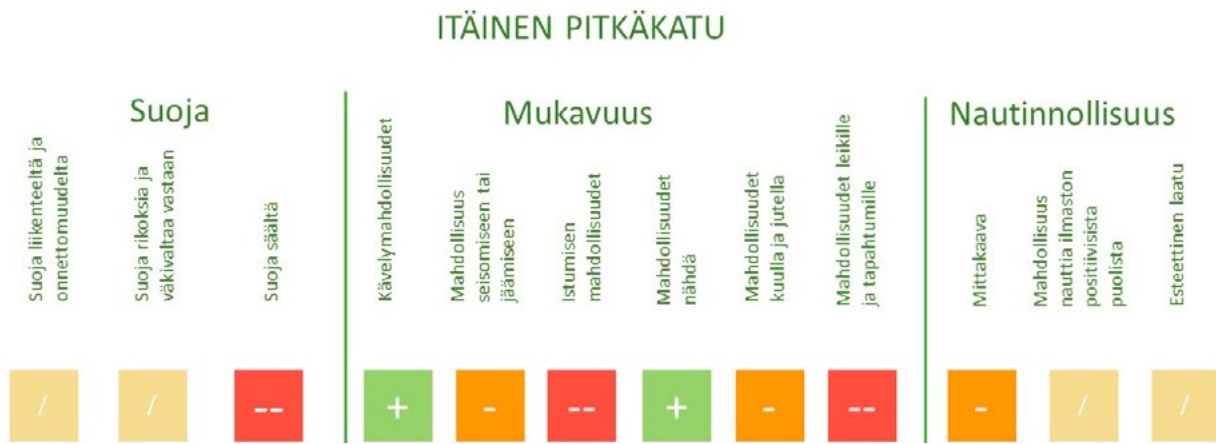 ITÄINEN PITKÄKATU
Suoja
Suoja liikenteeltä ja
onnettomuudelta
Suoja rikoksia ja
väkivaltaa vastaan
Suoja säältä
Mukavuus
Kävelymahdollisuudet
Mahdollisuus
seisomiseen tai
jäämiseen
Istumisen
mahdollisuudet
Mahdollisuudet
nähdä
Mahdollisuudet
kuulla ja jutella
Mahdollisuudet leikille
ja tapahtumille
Nautinnollisuus
Mittakaava
Mahdollisuus
nauttia ilmaston
positiivisista
puolista
Esteettinen laatu
/ / -- + - -- + - -- - / /